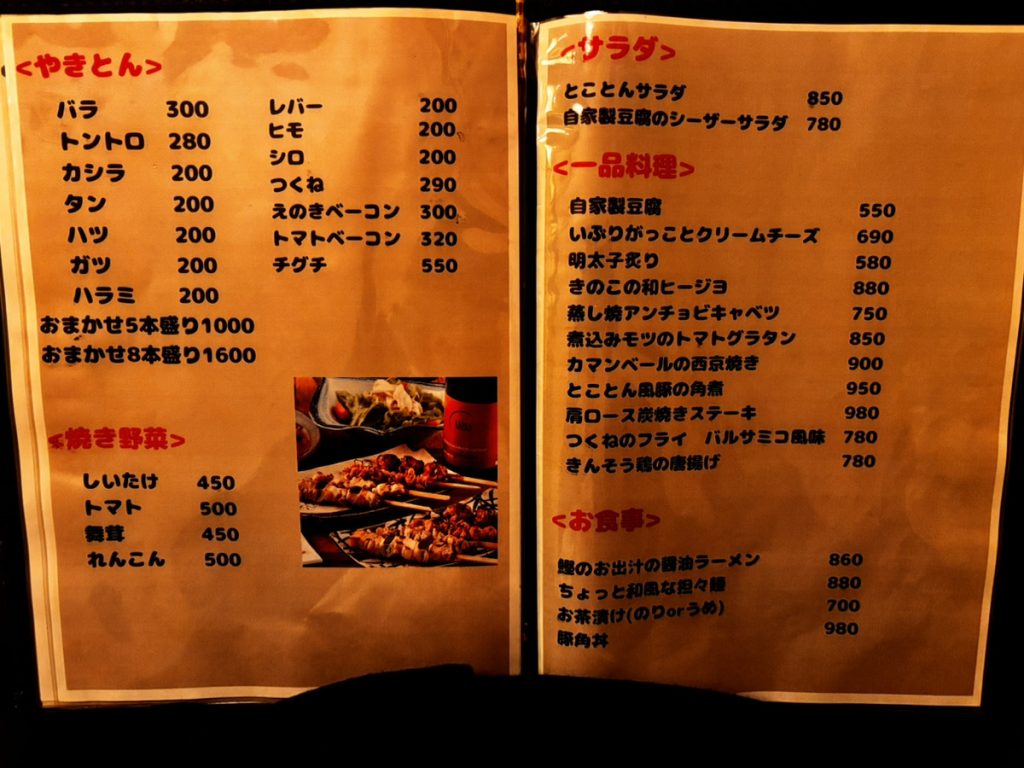 <やきとん>
バラ 300
トントロ 280
カシラ 200
タン 200
ハツ 200
ガツ 200
ハラミ 200
おまかせ5本盛り1000
おまかせ8本盛り1600
レバー 200
ヒモ 200
シロ 200
つくね 290
えのきベーコン 300
トマトベーコン 320
チグチ 550
<焼き野菜>
しいたけ 450
トマト 500
舞茸 450
れんこん 500
<サラダ>
とことんサラダ 850
自家製豆腐のシーザーサラダ 780
<一品料理>
自家製豆腐 550
いぶりがっことクリームチーズ 690
明太子炙り 580
きのこの和ヒージヨ 880
蒸し焼アンチョビキャベツ 750
煮込みモツのトマトグラタン 850
カマンベールの西京焼き 900
とことん風豚の角煮 950
肩ロース炭焼きステーキ 980
つくねのフライ バルサミコ風味 780
きんそう鶏の唐揚げ 780
<お食事>
鰹のお出汁の醤油ラーメン 860
ちょっと和風な担々麺 880
お茶漬け(のりorうめ) 700
豚角丼 980